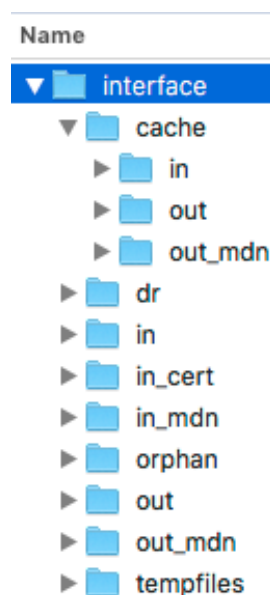 Name
interface
cache
in
out
out_mdn
dr
in
in_cert
in_mdn
orphan
out
out_mdn
tempfiles